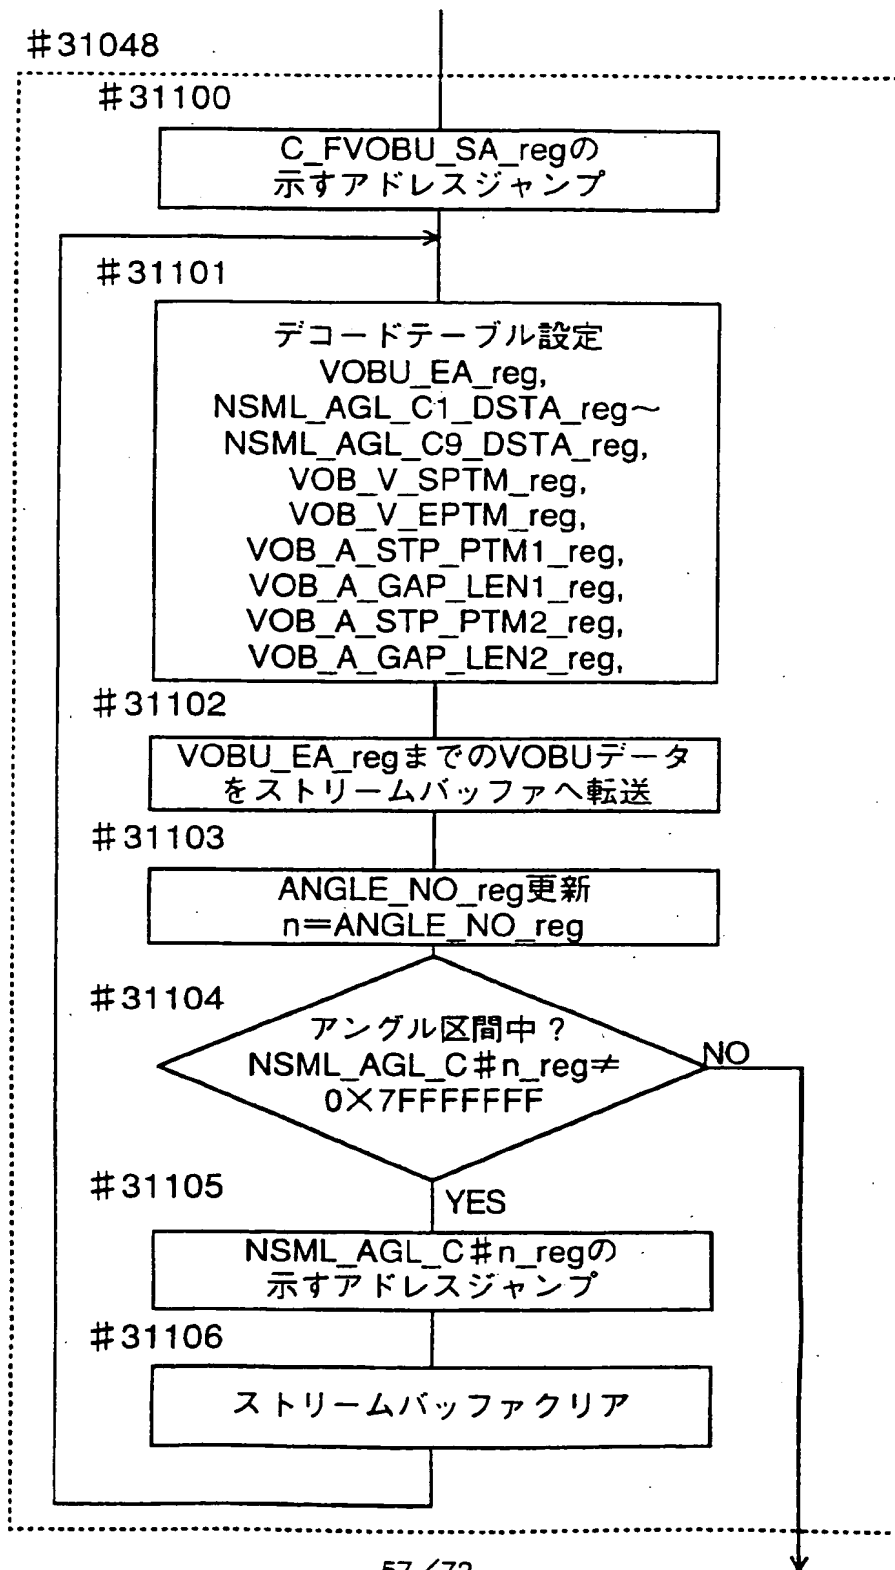 #31048
#31100
C_FVOBU_SA_regの
示すアドレスジャンプ
#31101
デコードテーブル設定
VOBU_EA_reg,
NSML_AGL_C1_DSTA_reg～
NSML_AGL_C9_DSTA_reg,
VOB_V_SPTM_reg,
VOB_V_EPTM_reg,
VOB_A_STP_PTM1_reg,
VOB_A_GAP_LEN1_reg,
VOB_A_STP_PTM2_reg,
VOB_A_GAP_LEN2_reg,
#31102
VOBU_EA_regまでのVOBUデータ
をストリームバッファへ転送
#31103
ANGLE_NO_reg更新
n=ANGLE_NO_reg
#31104
アングル区間中？
NSML_AGL_C#n_reg≠
0×7FFFFFFF
NO
#31105
YES
NSML_AGL_C#n_regの
示すアドレスジャンプ
#31106
ストリームバッファクリア
57/72